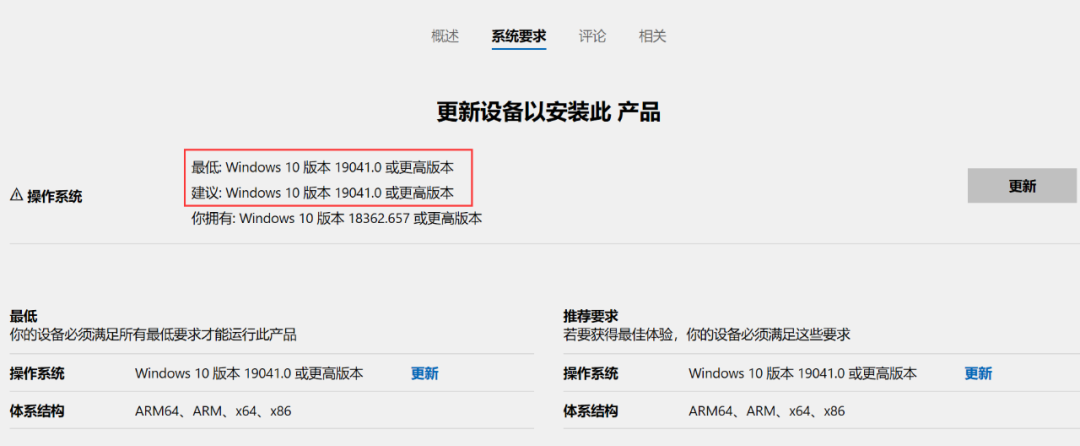 概述 系统要求 评论 相关
更新设备以安装此 产品
最低: Windows 10 版本 19041.0 或更高版本
操作系统 建议: Windows 10 版本 19041.0 或更高版本 更新
你拥有: Windows 10 版本 18362.657 或更高版本
最低
你的设备必须满足所有最低要求才能运行此产品
操作系统 Windows 10 版本 19041.0 或更高版本 更新
体系结构 ARM64、ARM、x64、x86
推荐要求
若要获得最佳体验，你的设备必须满足这些要求
操作系统 Windows 10 版本 19041.0 或更高版本 更新
体系结构 ARM64、ARM、x64、x86